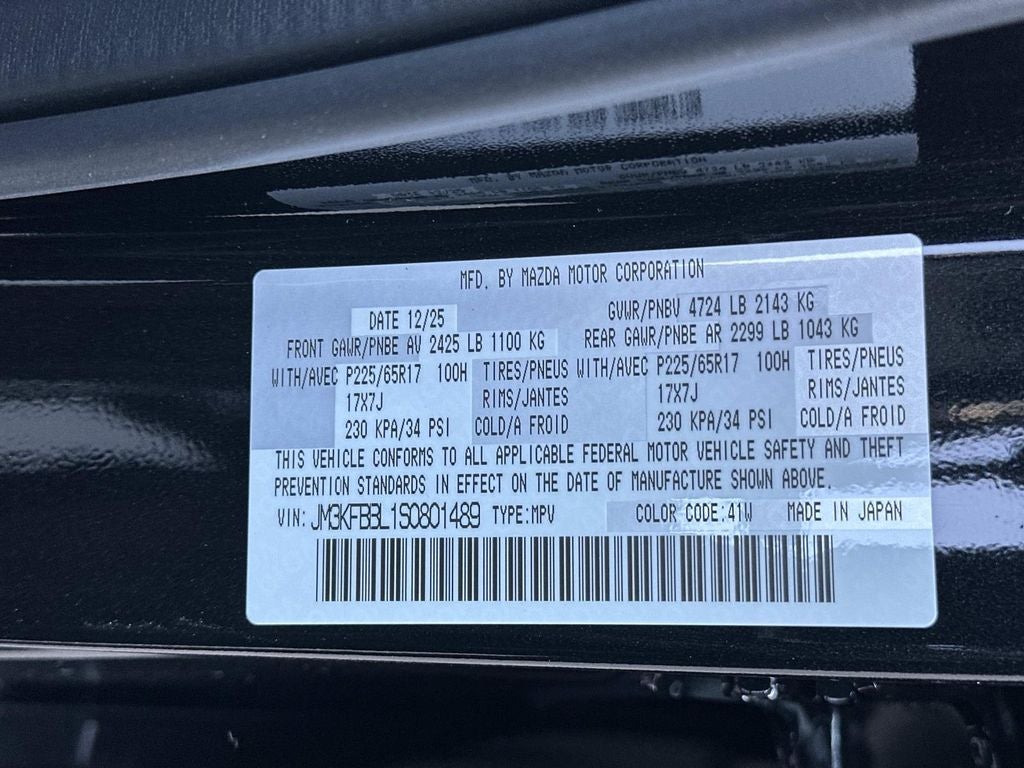 MFD. BY MAZDA MOTOR CORPORATION
DATE 12/25 GVWR/PNBV 4724 LB 2143 KG
FRONT GAWR/PNBE AV 2425 LB 1100 KG REAR GAWR/PNBE AR 2299 LB 1043 KG
WITH/AVEC P225/65R17 100H TIRES/PNEUS WITH/AVEC P225/65R17 100H TIRES/PNEUS
17X7J RIMS/JANTES 17X7J RIMS/JANTES
230 KPA/34 PSI COLD/A FROID 230 KPA/34 PSI COLD/A FROID
THIS VEHICLE CONFORMS TO ALL APPLICABLE FEDERAL MOTOR VEHICLE SAFETY AND THEFT
PREVENTION STANDARDS IN EFFECT ON THE DATE OF MANUFACTURE SHOWN ABOVE.
VIN: JM3KFBBL1S0801489 TYPE:MPV COLOR CODE:41W MADE IN JAPAN